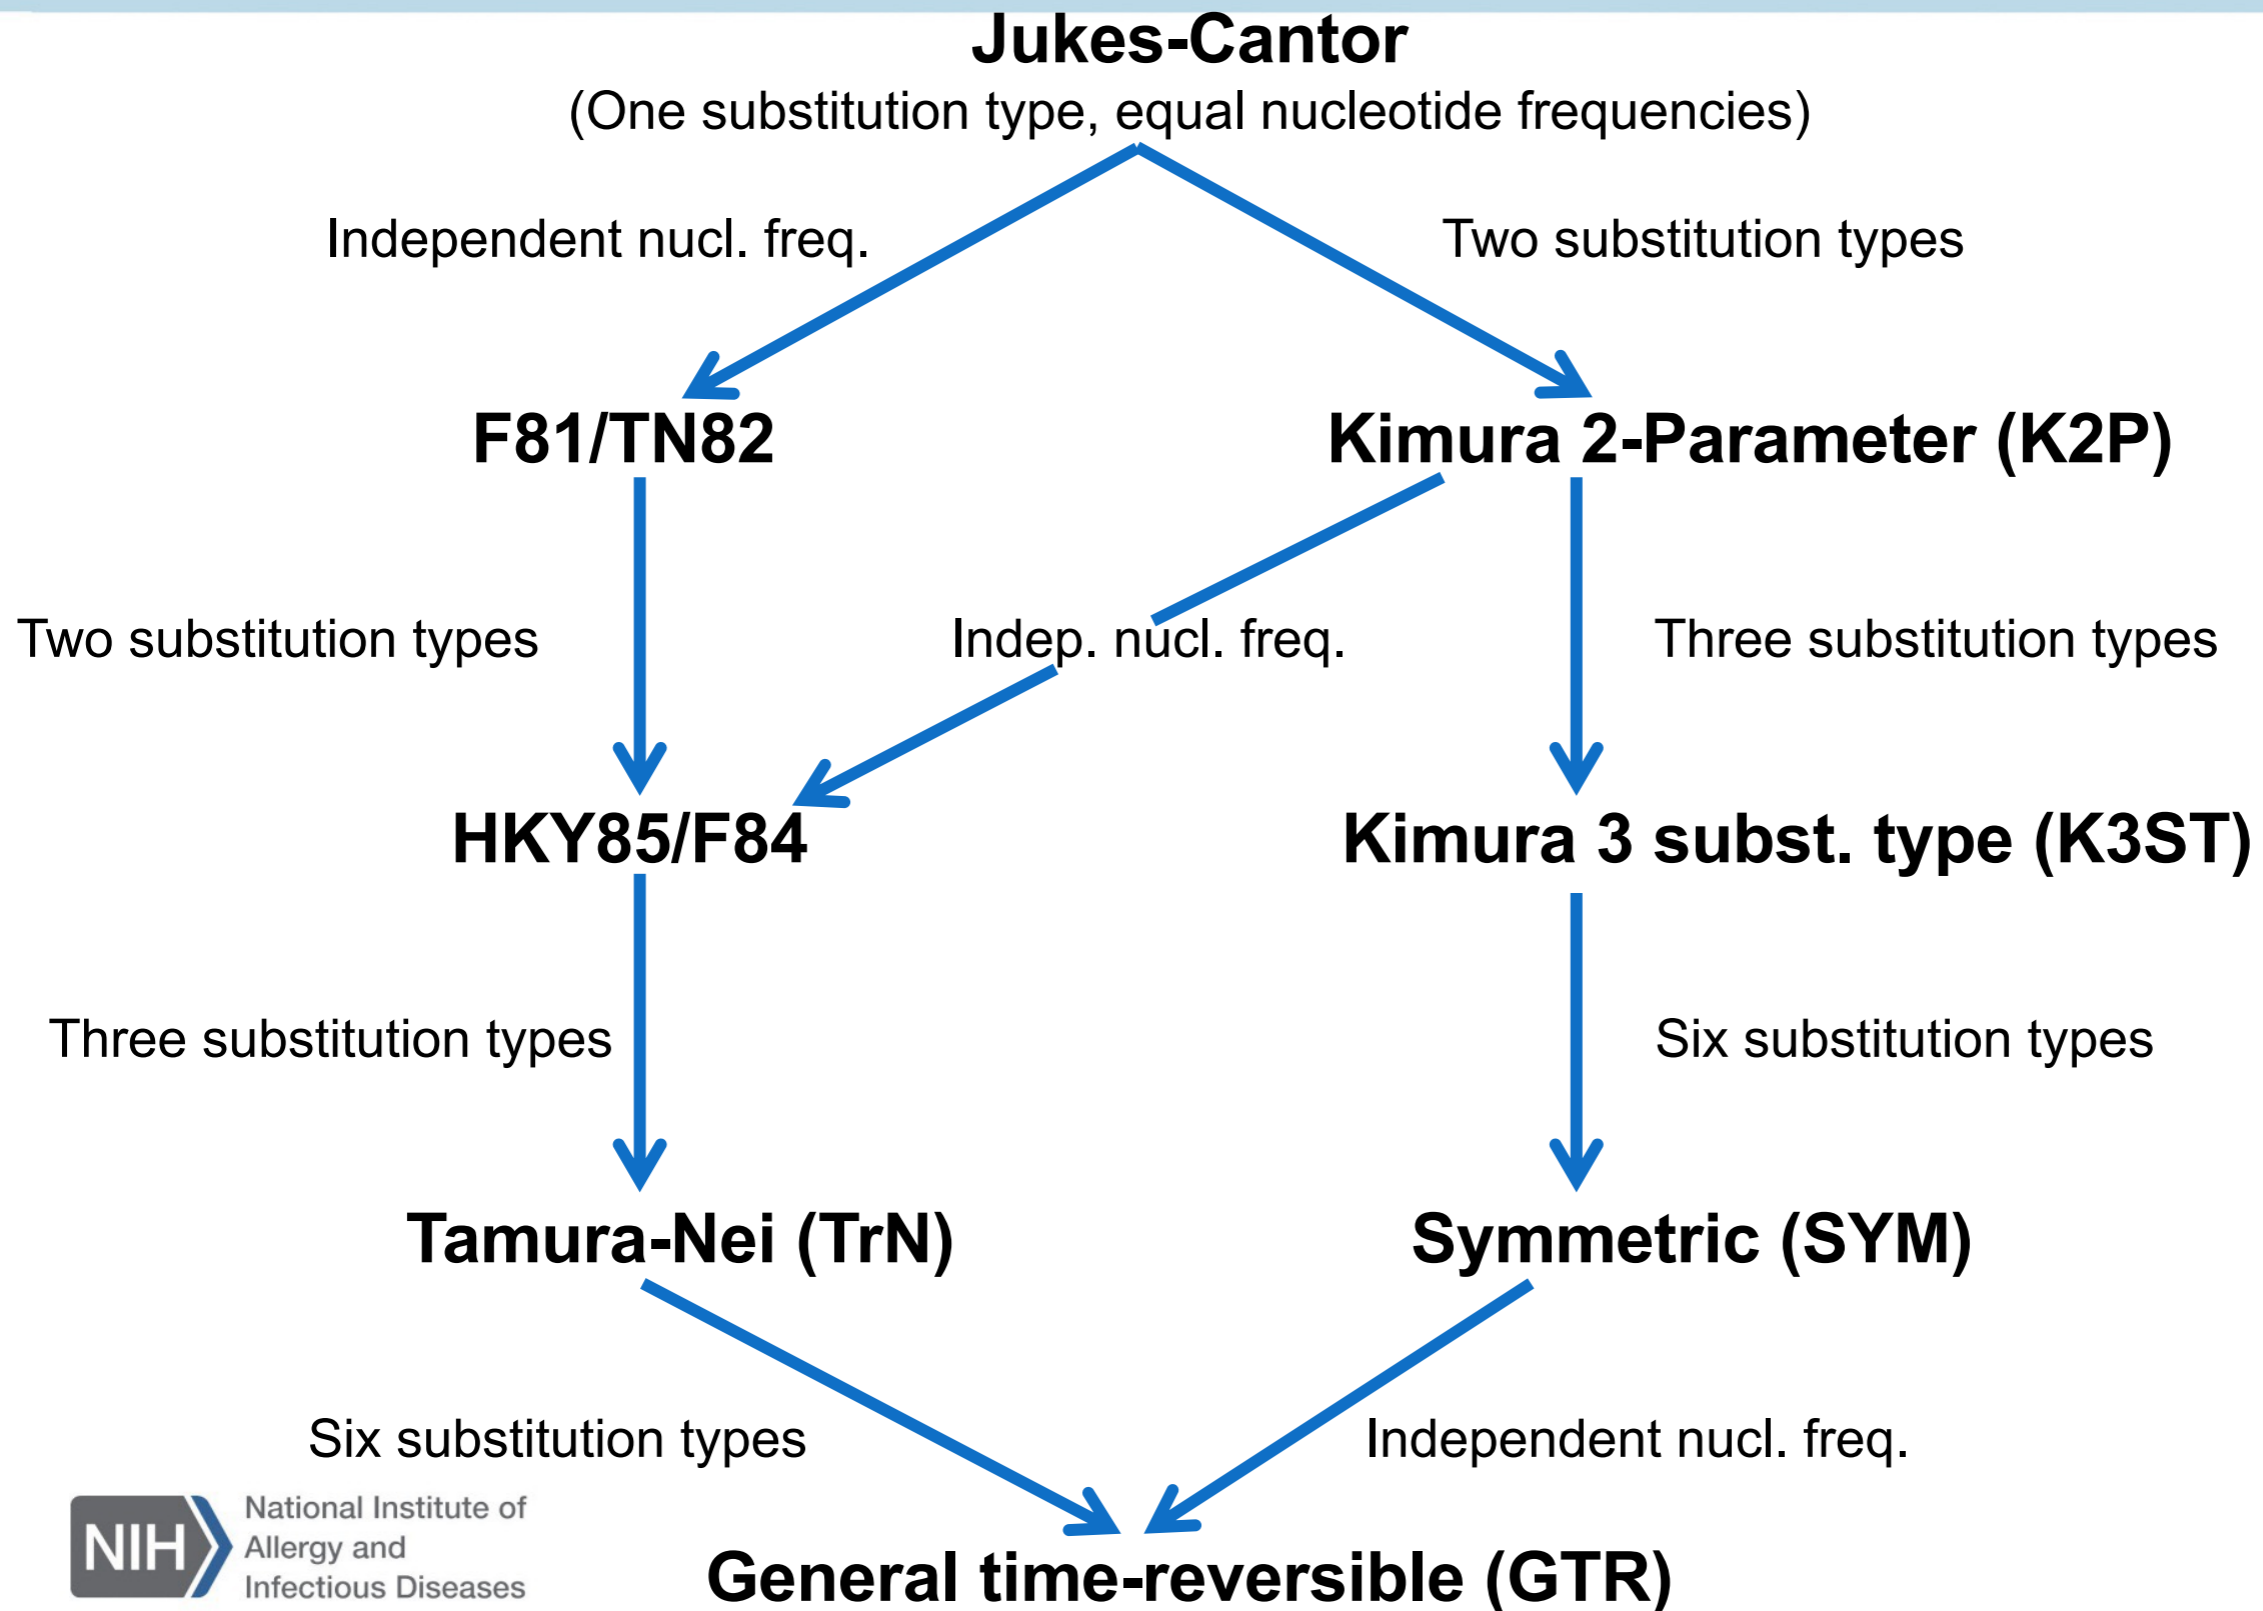 Jukes-Cantor
(One substitution type, equal nucleotide frequencies)
Independent nucl. freq.
Two substitution types
F81/TN82
Kimura 2-Parameter (K2P)
Two substitution types
Indep. nucl. freq.
Three substitution types
HKY85/F84
Kimura 3 subst. type (K3ST)
Three substitution types
Six substitution types
Tamura-Nei (TrN)
Symmetric (SYM)
Six substitution types
Independent nucl. freq.
NIH
National Institute of
Allergy and
Infectious Diseases
General time-reversible (GTR)